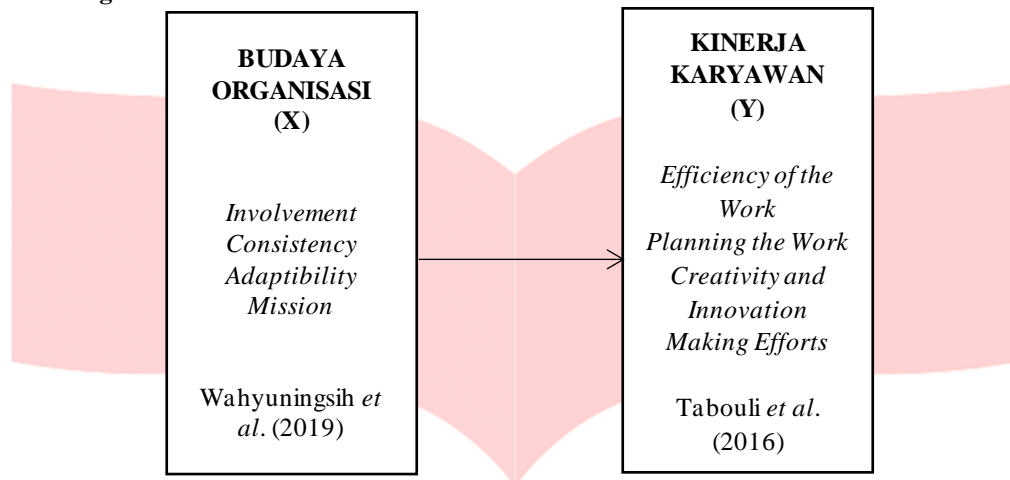 BUDAYA
ORGANISASI
(X)
Involvement
Consistency
Adaptibility
Mission
Wahyuningsih et
al. (2019)
KINERJA
KARYAWAN
(Y)
Efficiency of the
Work
Planning the Work
Creativity and
Innovation
Making Efforts
Tabouli et al.
(2016)